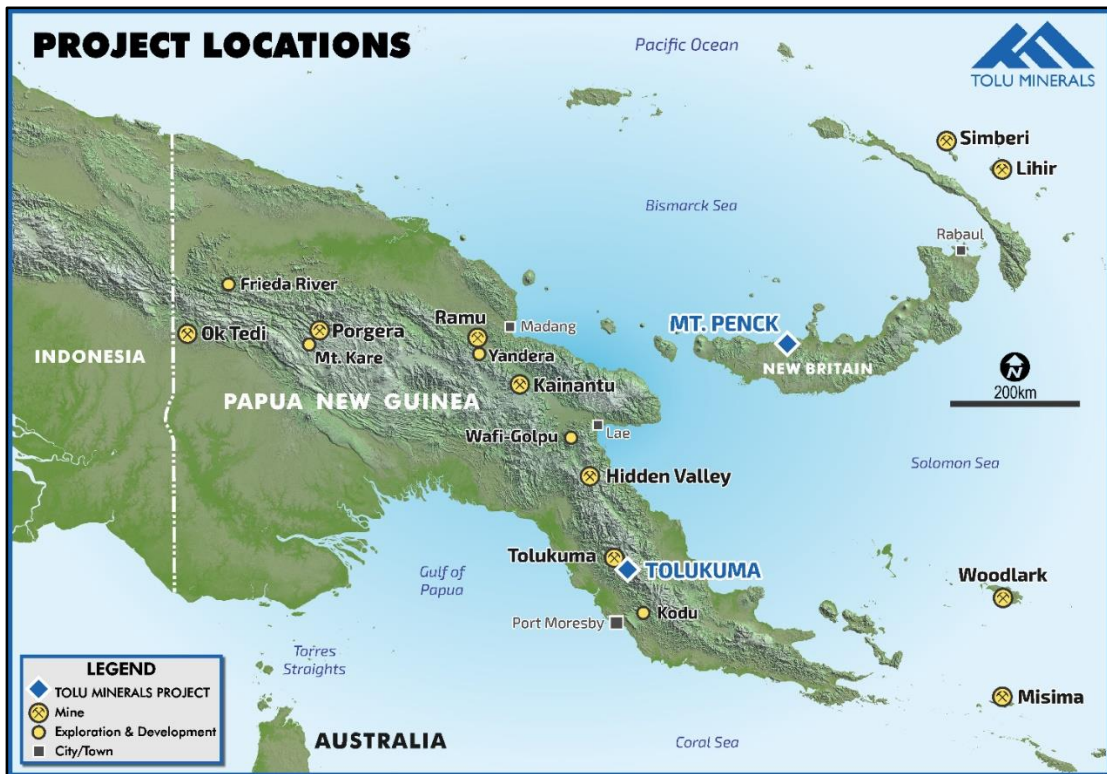 PROJECT LOCATIONS
Pacific Ocean
TOLU MINERALS
Simberi
Lihir
Bismarck Sea
Rabaul
Frieda River
Ok Tedi
Porgera
Mt. Kare
Ramu
Madang
Yandera
MT. PENCK
NEW BRITAIN
INDONESIA
PAPUA NEW GUINEA
Kainantu
N
200km
Wafi-Golpu
Lae
Hidden Valley
Solomon Sea
Tolukuma
TOLUKUMA
Gulf of
Papua
Woodlark
Port Moresby
Kodu
Torres
Straights
Misima
AUSTRALIA
Coral Sea
LEGEND
TOLU MINERALS PROJECT
Mine
Exploration & Development
City/Town